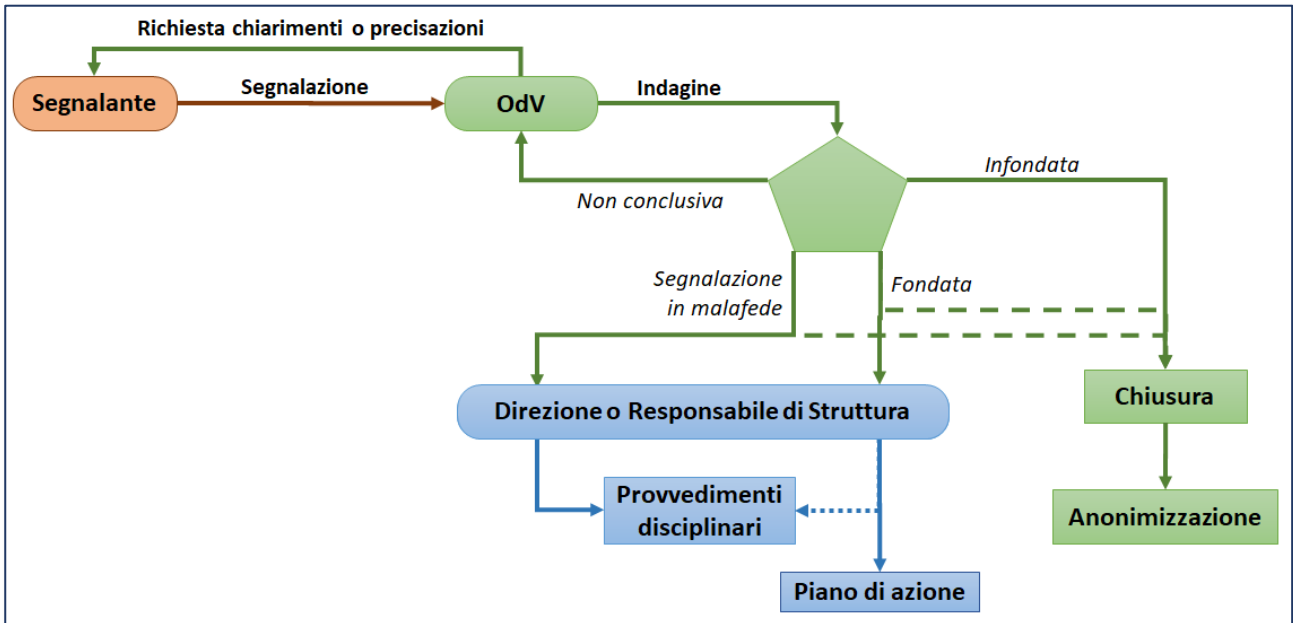 Richiesta chiarimenti o precisazioni
Segnalante
Segnalazione
OdV
Indagine
Infondata
Non conclusiva
Segnalazione
in malafede
Fondata
Direzione o Responsabile di Struttura
Chiusura
Provvedimenti
disciplinari
Anonimizzazione
Piano di azione